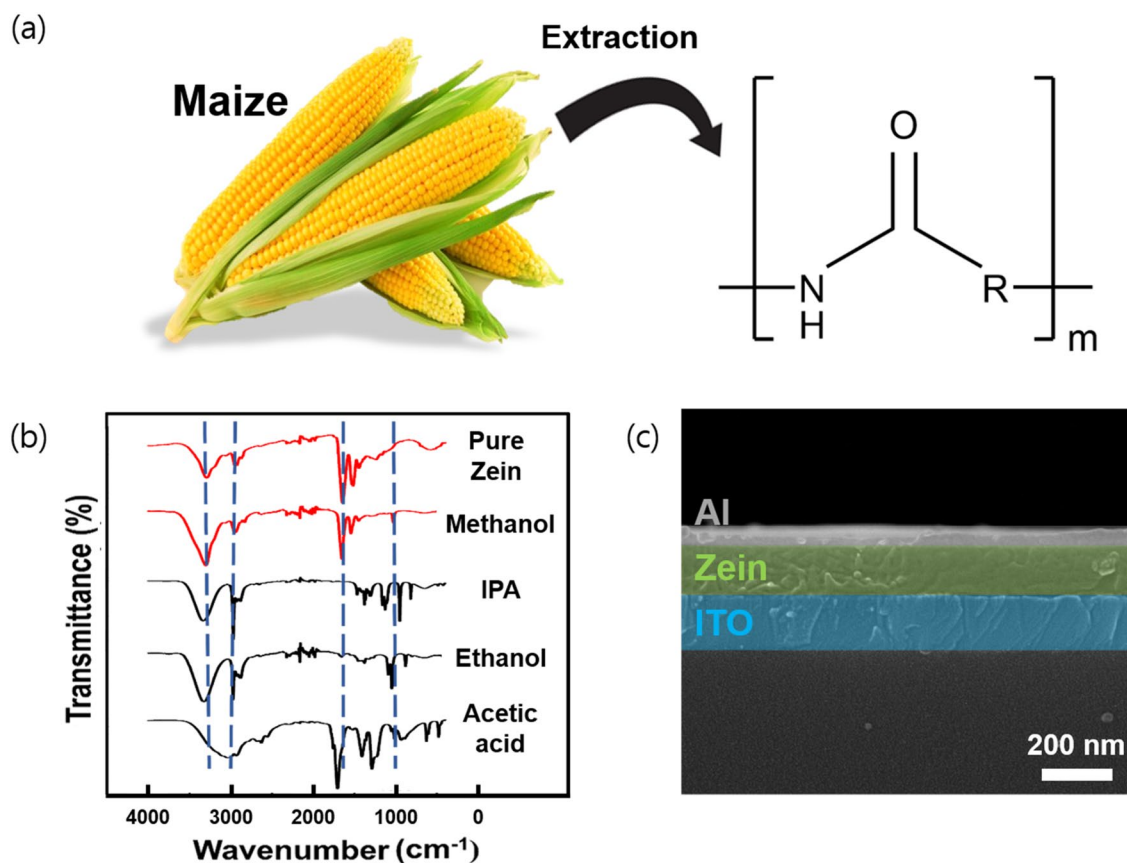 (a)
Maize
Extraction
O
N
H
R
m
(b)
Transmittance (%)
Pure
Zein
Methanol
IPA
Ethanol
Acetic
acid
4000 3000 2000 1000 0
Wavenumber (cm⁻¹)
(c)
Al
Zein
ITO
200 nm